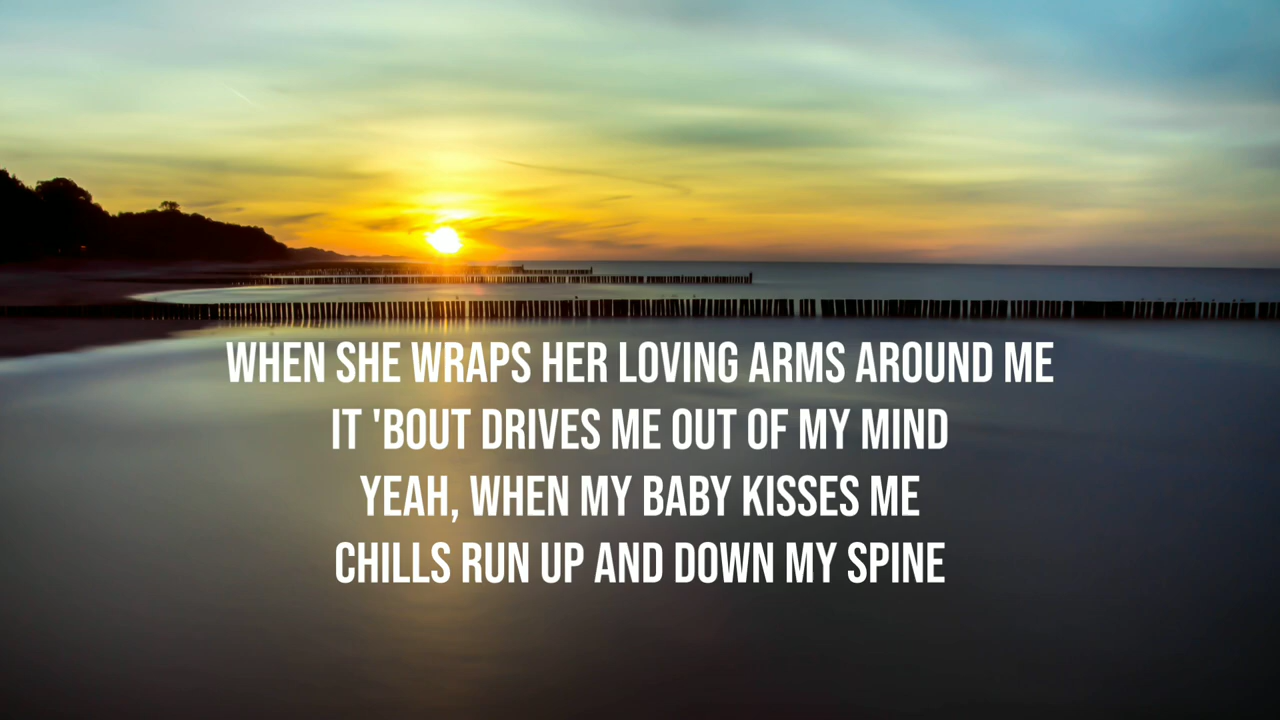 WHEN SHE WRAPS HER LOVING ARMS AROUND ME
IT 'BOUT DRIVES ME OUT OF MY MIND
YEAH, WHEN MY BABY KISSES ME
CHILLS RUN UP AND DOWN MY SPINE